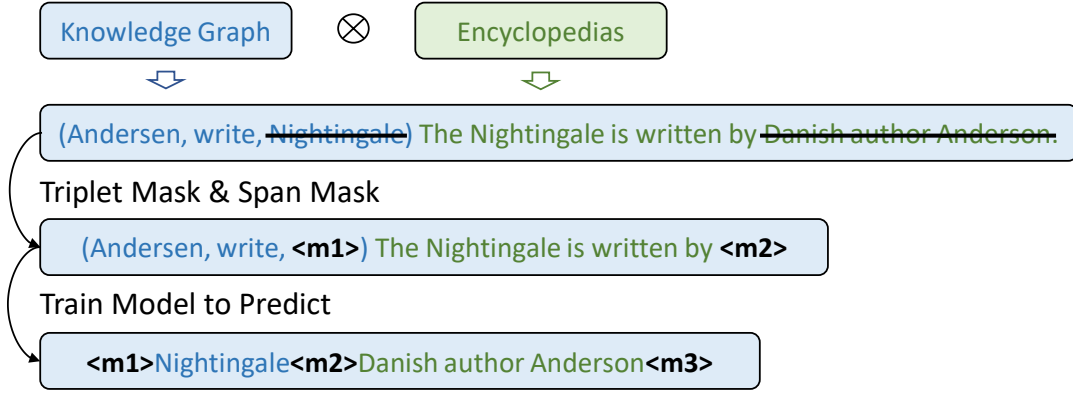 Knowledge Graph ⊗ Encyclopedias
(Andersen, write, Nightingale) The Nightingale is written by Danish author Anderson.
Triplet Mask & Span Mask
(Andersen, write, <m1>) The Nightingale is written by <m2>
Train Model to Predict
<m1>Nightingale<m2>Danish author Anderson<m3>